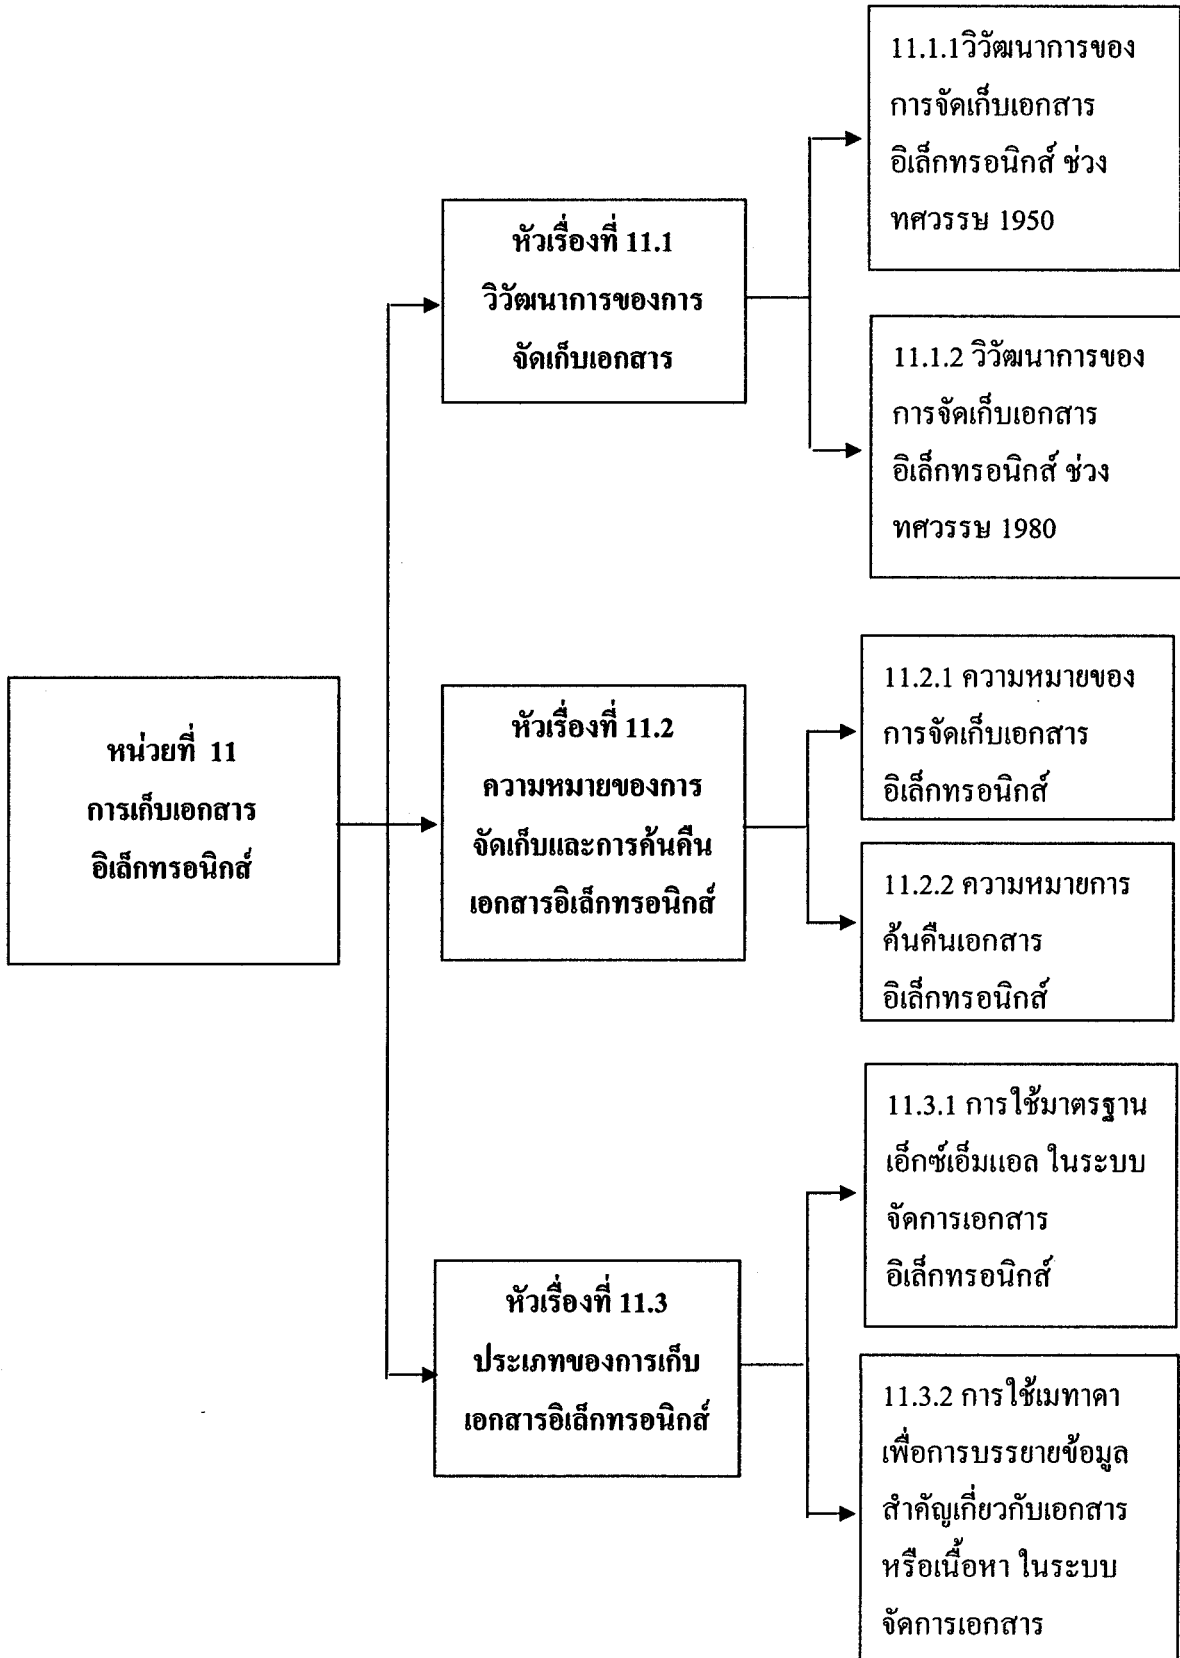 หน่วยที่ 11
การเก็บเอกสาร
อิเล็กทรอนิกส์
หัวเรื่องที่ 11.1
วิวัฒนาการของการ
จัดเก็บเอกสาร
11.1.1วิวัฒนาการของ
การจัดเก็บเอกสาร
อิเล็กทรอนิกส์ ช่วง
ทศวรรษ 1950
11.1.2 วิวัฒนาการของ
การจัดเก็บเอกสาร
อิเล็กทรอนิกส์ ช่วง
ทศวรรษ 1980
หัวเรื่องที่ 11.2
ความหมายของการ
จัดเก็บและการค้นคืน
เอกสารอิเล็กทรอนิกส์
11.2.1 ความหมายของ
การจัดเก็บเอกสาร
อิเล็กทรอนิกส์
11.2.2 ความหมายการ
ค้นคืนเอกสาร
อิเล็กทรอนิกส์
หัวเรื่องที่ 11.3
ประเภทของการเก็บ
เอกสารอิเล็กทรอนิกส์
11.3.1 การใช้มาตรฐาน
เอ็กซ์เอ็มแอล ในระบบ
จัดการเอกสาร
อิเล็กทรอนิกส์
11.3.2 การใช้เมทาดา
เพื่อการบรรยายข้อมูล
สำคัญเกี่ยวกับเอกสาร
หรือเนื้อหา ในระบบ
จัดการเอกสาร